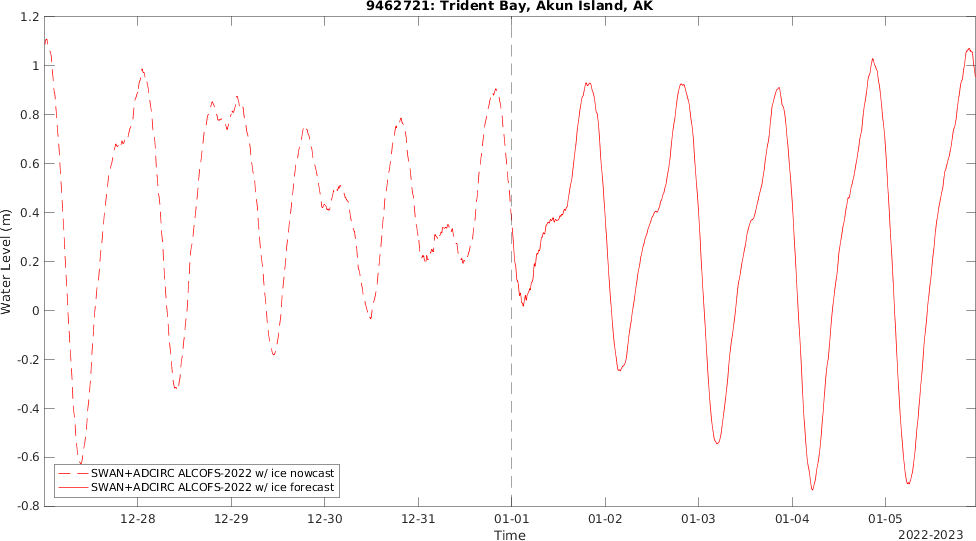 9462721: Trident Bay, Akun Island, AK
1.2
1
0.8
0.6
0.4
0.2
0
-0.2
-0.4
-0.6
-0.8
Water Level (m)
SWAN+ADCIRC ALCOFS-2022 w/ ice nowcast
SWAN+ADCIRC ALCOFS-2022 w/ ice forecast
12-28 12-29 12-30 12-31 01-01 01-02 01-03 01-04 01-05
Time
2022-2023